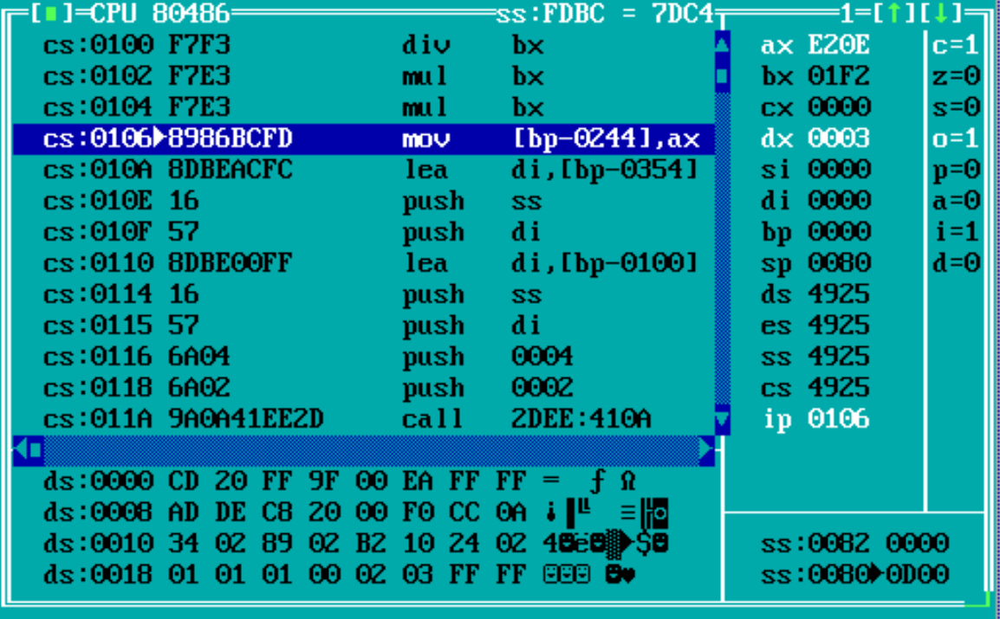 [■]=CPU 80486 ss:FDBC = 7DC4 1=[↑][↓]
cs:0100 F7F3 div bx ax E20E c=1
cs:0102 F7E3 mul bx bx 01F2 z=0
cs:0104 F7E3 mul bx cx 0000 s=0
cs:0106►8986BCFD mov [bp-0244],ax dx 0003 o=1
cs:010A 8DBEACFC lea di,[bp-0354] si 0000 p=0
cs:010E 16 push ss di 0000 a=0
cs:010F 57 push di bp 0000 i=1
cs:0110 8DBE00FF lea di,[bp-0100] sp 0080 d=0
cs:0114 16 push ss ds 4925
cs:0115 57 push di es 4925
cs:0116 6A04 push 0004 ss 4925
cs:0118 6A02 push 0002 cs 4925
cs:011A 9A0A41EE2D call 2DEE:410A ip 0106
ds:0000 CD 20 FF 9F 00 EA FF FF = ƒ Ω
ds:0008 AD DE C8 20 00 F0 CC 0A ¡▐╚ ≡╠◙
ds:0010 34 02 89 02 B2 10 24 02 4☻ë☻▓►$☻ ss:0082 0000
ds:0018 01 01 01 00 02 03 FF FF ☺☺☺ ☻♥ ss:0080►0D00